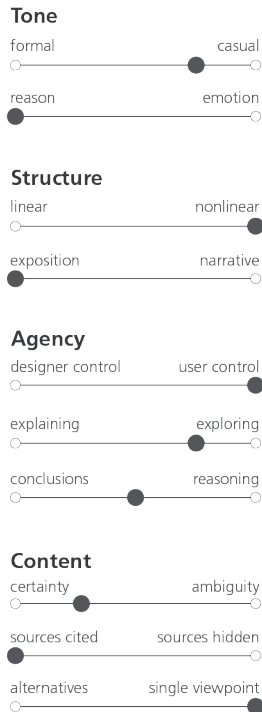 Tone
formal casual
reason emotion
Structure
linear nonlinear
exposition narrative
Agency
designer control user control
explaining exploring
conclusions reasoning
Content
certainty ambiguity
sources cited sources hidden
alternatives single viewpoint